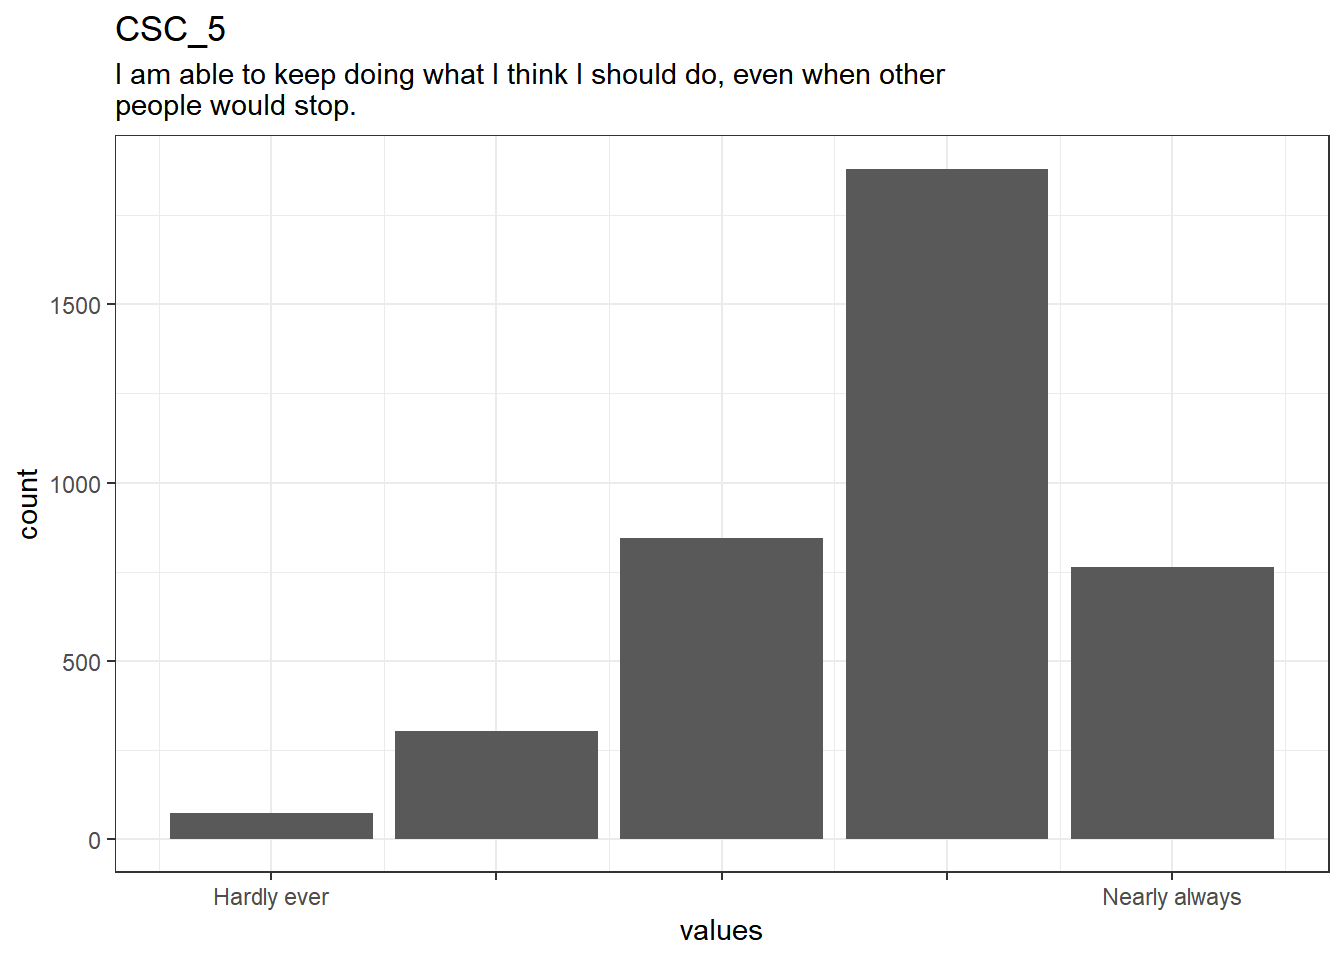 CSC_5
I am able to keep doing what I think I should do, even when other
people would stop.
1500
1000
500
0
count
Hardly ever
Nearly always
values